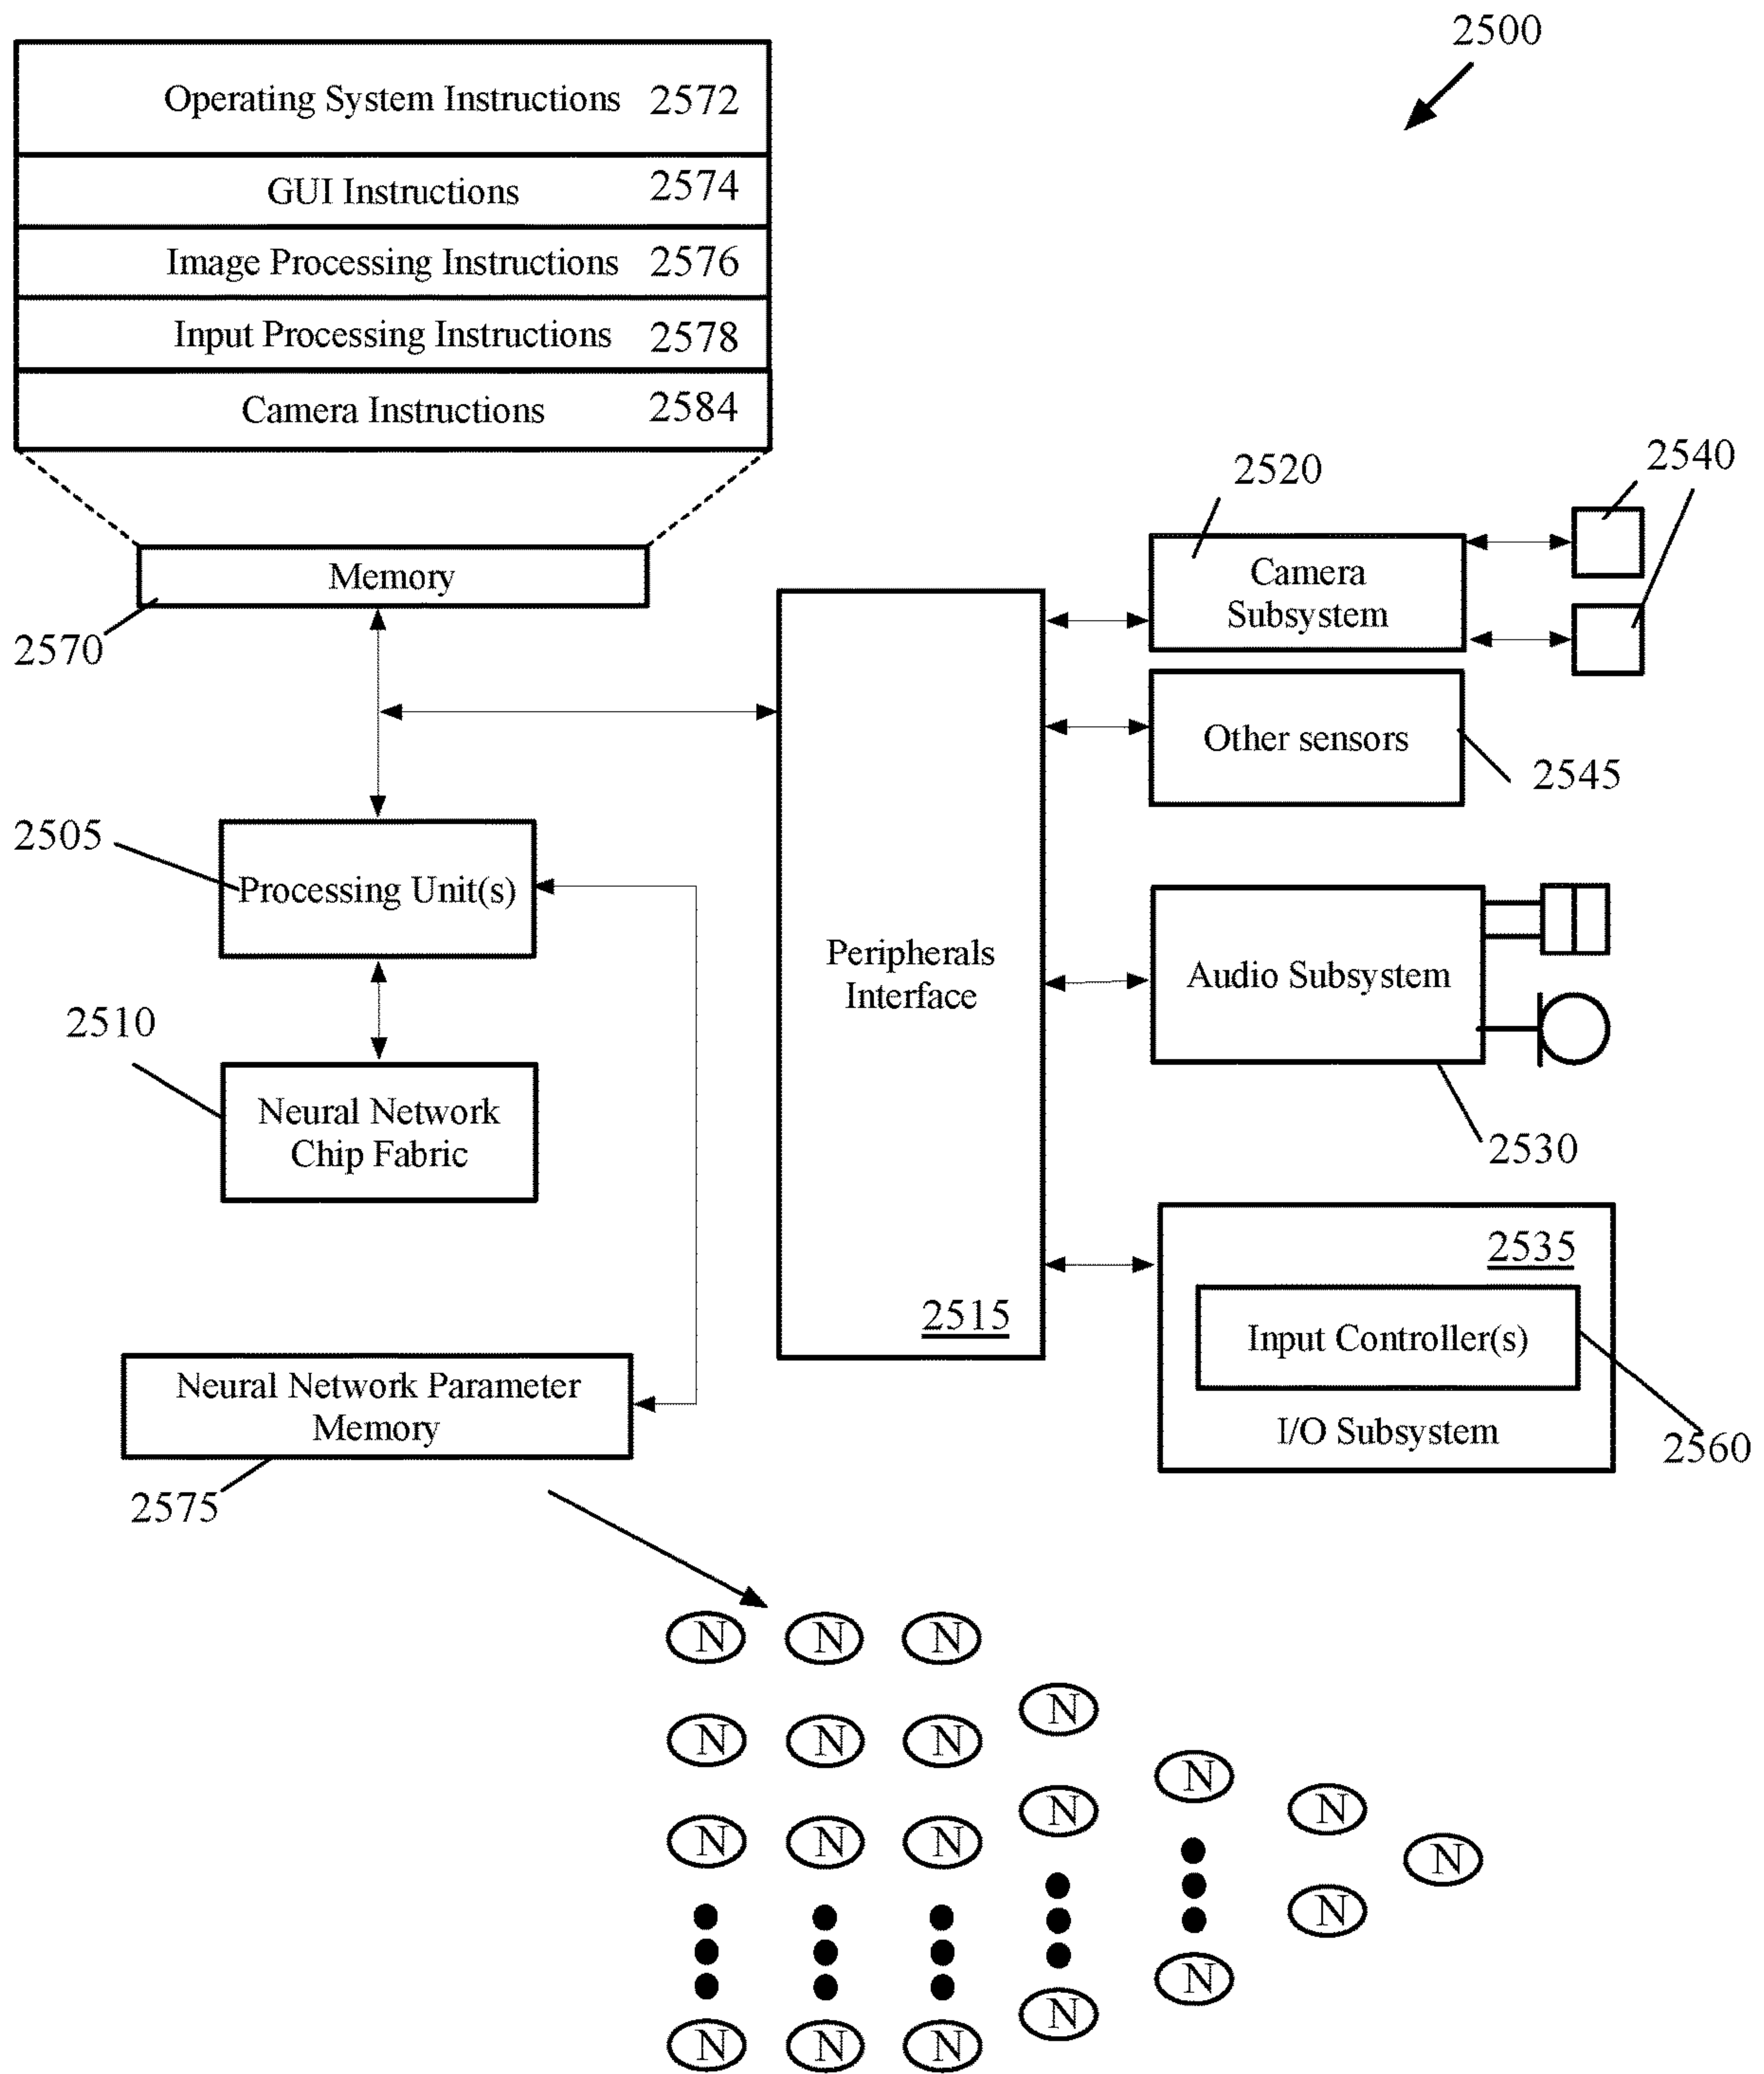 2500
Operating System Instructions 2572
GUI Instructions 2574
Image Processing Instructions 2576
Input Processing Instructions 2578
Camera Instructions 2584
Memory
2570
2520
2540
Camera
Subsystem
Other sensors
2545
2505
Processing Unit(s)
2510
Neural Network
Chip Fabric
Peripherals
Interface
2515
Audio Subsystem
2530
2535
Input Controller(s)
I/O Subsystem
2560
Neural Network Parameter
Memory
2575
N N N
N
N N N
N
N
N
N N N
N
N
N
N
N
N N N